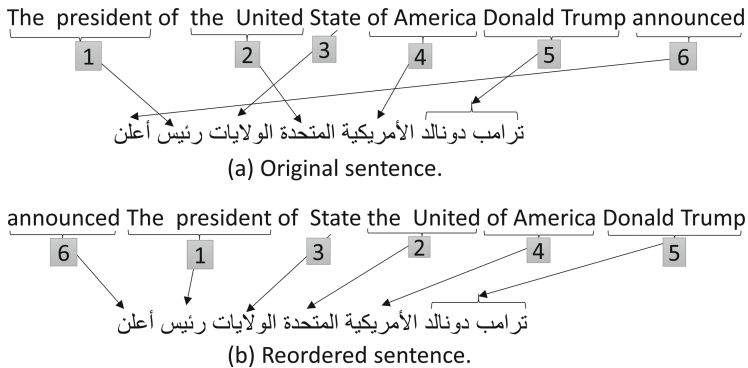 The president of the United State of America Donald Trump announced
1 2 3 4 5 6
ترامب دونالد الأمريكية المتحدة الولايات رئيس أعلن
(a) Original sentence.
announced The president of State the United of America Donald Trump
6 1 3 2 4 5
ترامب دونالد الأمريكية المتحدة الولايات رئيس أعلن
(b) Reordered sentence.